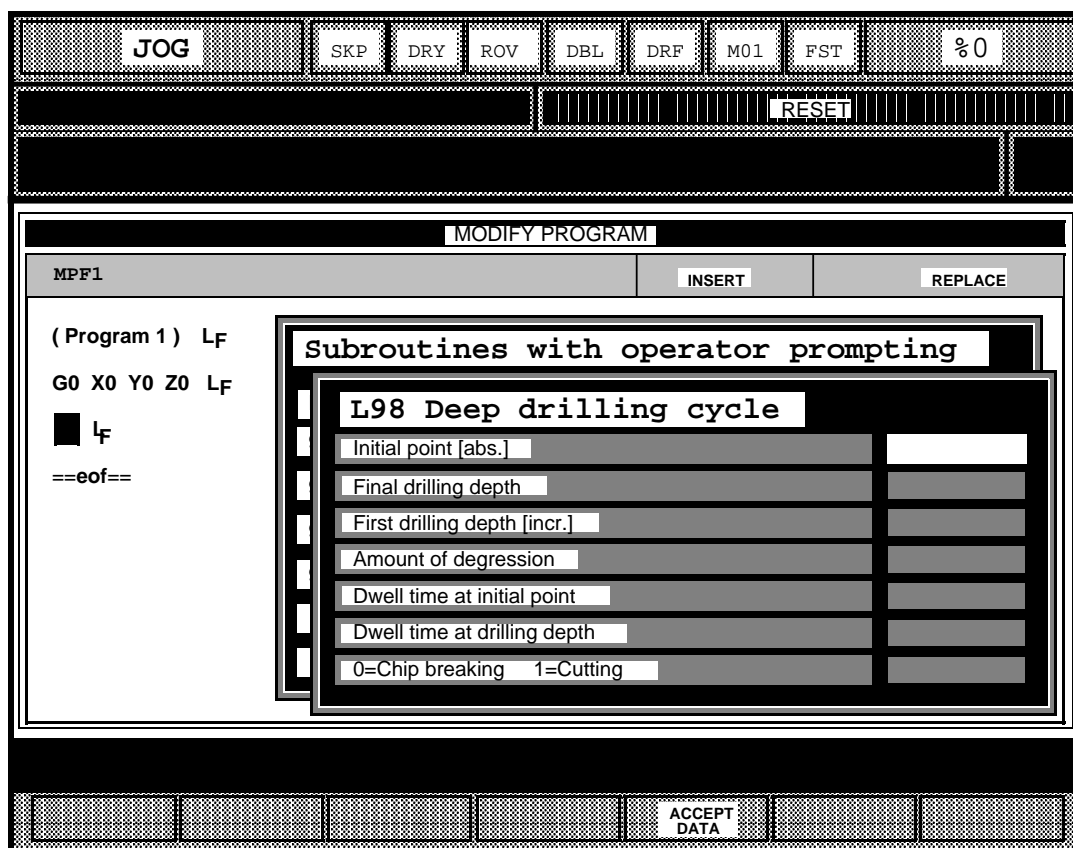 JOG SKP DRY ROV DBL DRF M01 FST %0
RESET
MODIFY PROGRAM
MPF1 INSERT REPLACE
( Program 1 ) LF
G0 X0 Y0 Z0 LF
LF
==eof==
Subroutines with operator prompting
L98 Deep drilling cycle
Initial point [abs.]
Final drilling depth
First drilling depth [incr.]
Amount of degression
Dwell time at initial point
Dwell time at drilling depth
0=Chip breaking 1=Cutting
ACCEPT
DATA